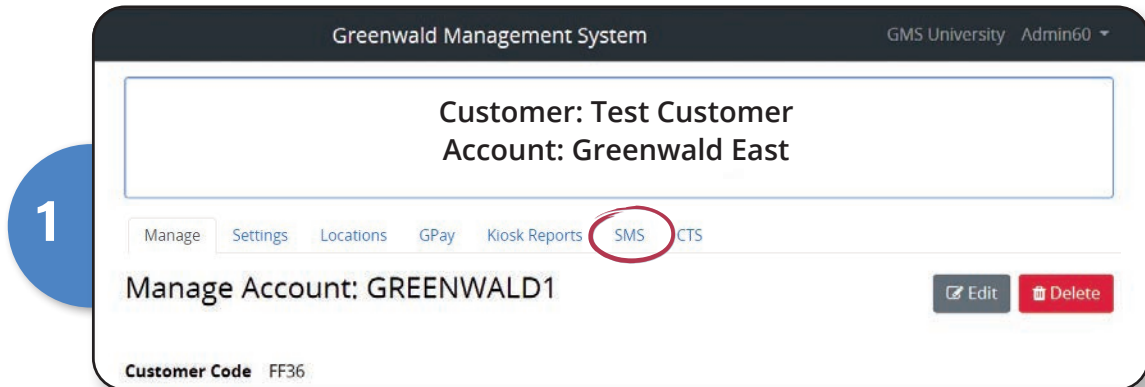 Greenwald Management System GMS University Admin60
Customer: Test Customer
Account: Greenwald East
1
Manage Settings Locations GPay Kiosk Reports SMS CTS
Manage Account: GREENWALD1 Edit Delete
Customer Code FF36